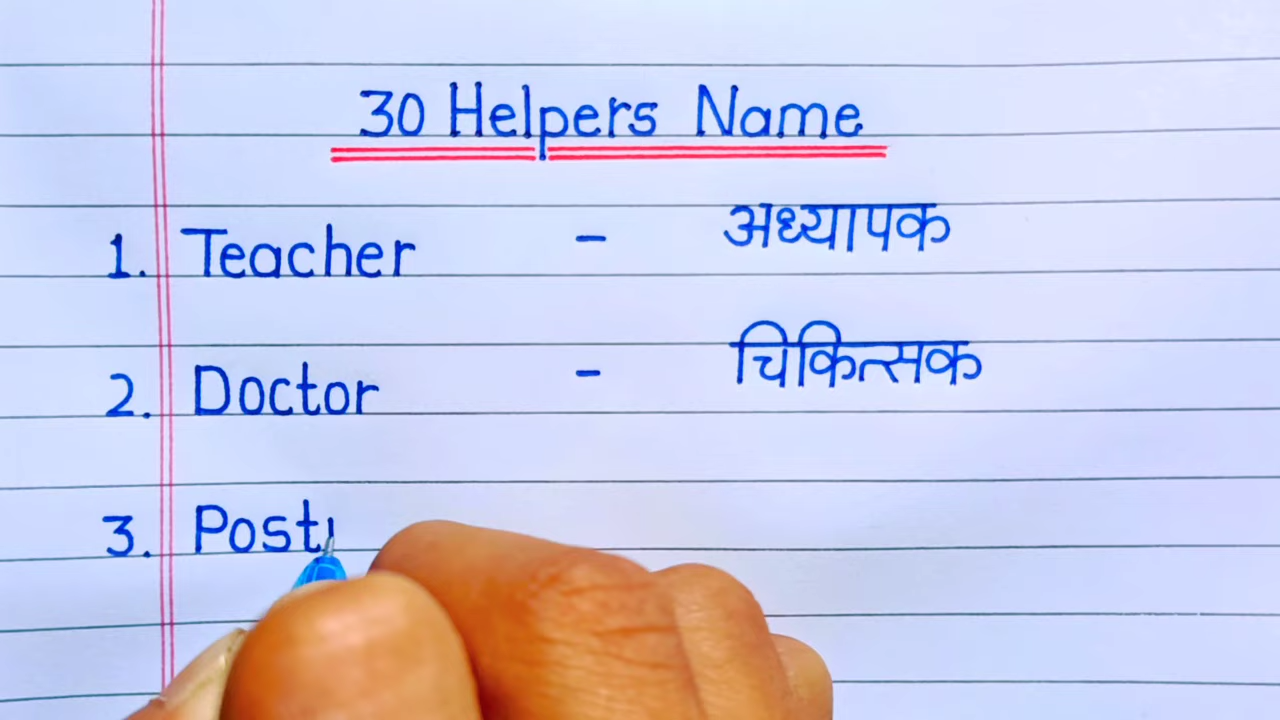 30 Helpers Name
1. Teacher - अध्यापक
2. Doctor - चिकित्सक
3. Post